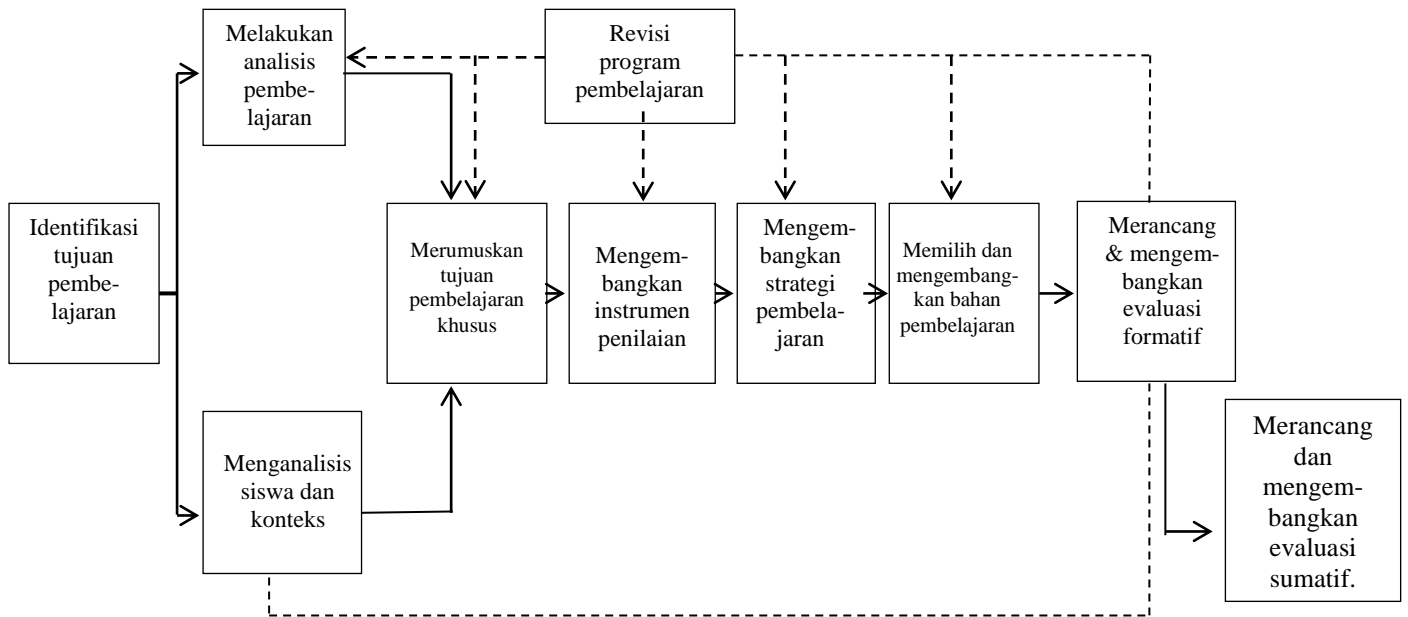 Melakukan
analisis
pembe-
lajaran
Revisi
program
pembelajaran
Identifikasi
tujuan
pembe-
lajaran
Merumuskan
tujuan
pembelajaran
khusus
Mengem-
bangkan
instrumen
penilaian
Mengem-
bangkan
strategi
pembela-
jaran
Memilih dan
mengembang-
kan bahan
pembelajaran
Merancang
& mengem-
bangkan
evaluasi
formatif
Menganalisis
siswa dan
konteks
Merancang
dan
mengem-
bangkan
evaluasi
sumatif.